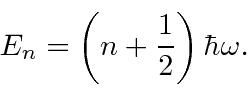 $E_n = \left(n + \frac{1}{2}\right)\hbar\omega.$